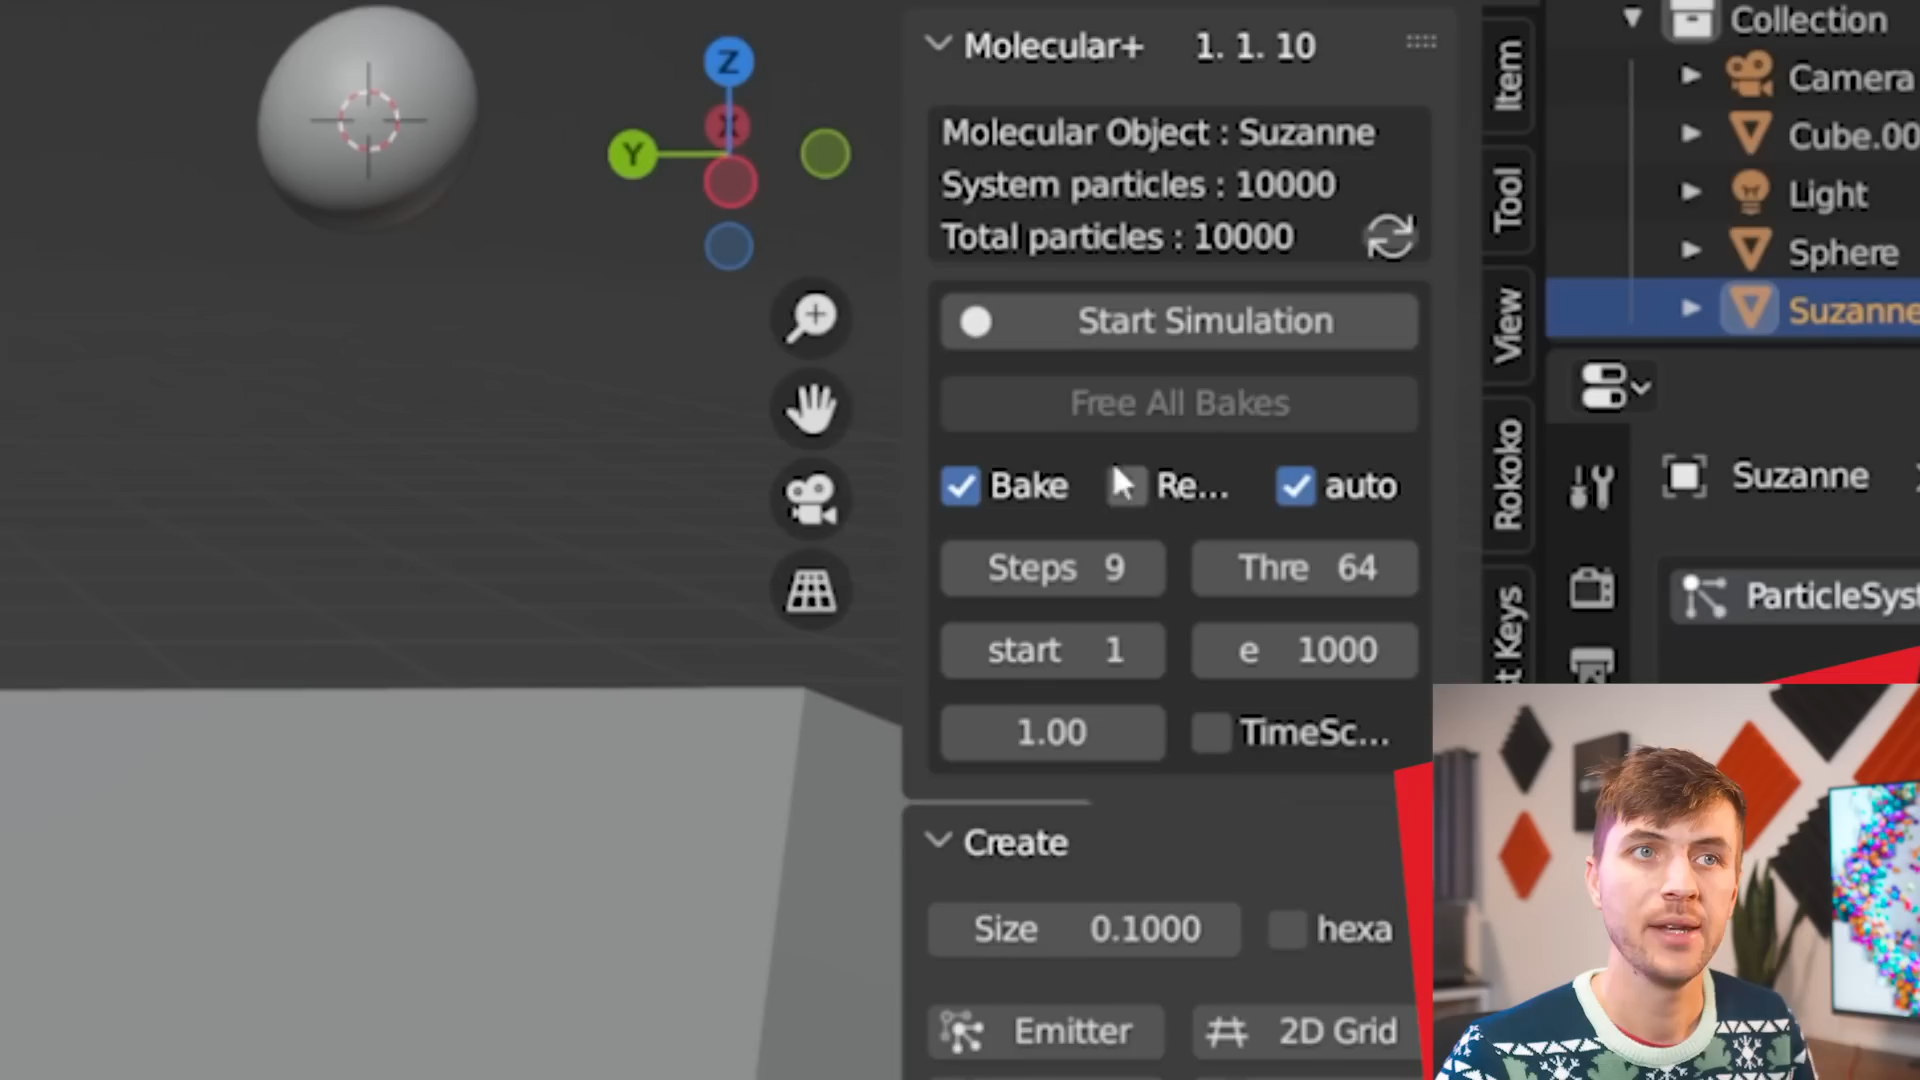 Molecular+ 1. 1. 10
Molecular Object : Suzanne
System particles : 10000
Total particles : 10000
Start Simulation
Free All Bakes
Bake
Re...
auto
Steps 9
Thre 64
start 1
e 1000
1.00
TimeSc...
Create
Size 0.1000
hexa
Emitter
2D Grid
Z
X
Y
Item
Tool
View
Rokoko
t Keys
Collection
Camera
Cube.00
Light
Sphere
Suzanne
Suzanne
ParticleSyst